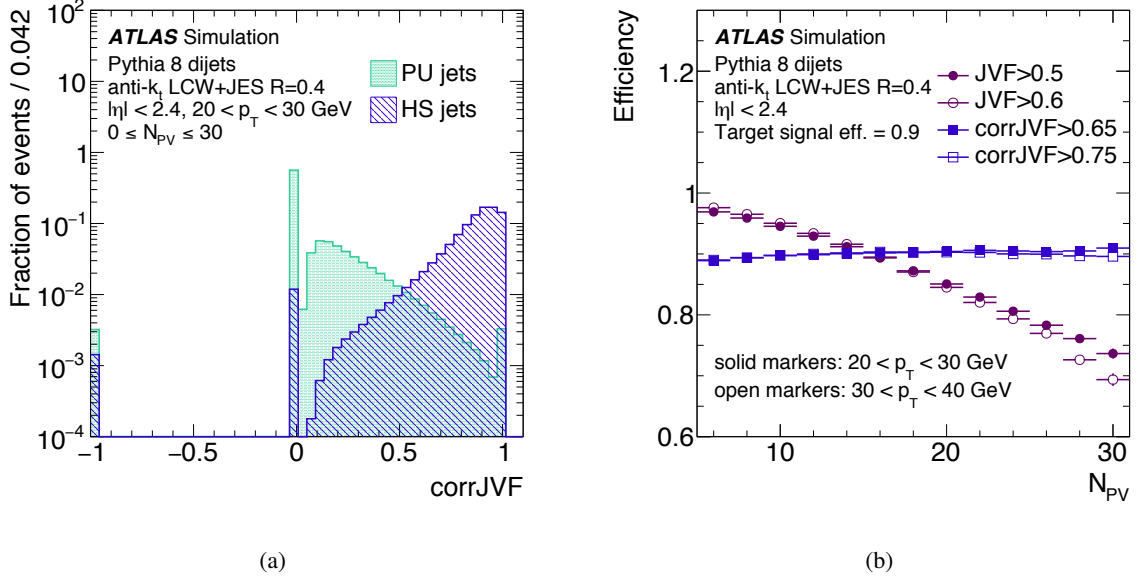 Fraction of events / 0.042
10²
10
1
10⁻¹
10⁻²
10⁻³
10⁻⁴
ATLAS Simulation
Pythia 8 dijets
anti-kₜ LCW+JES R=0.4
|η| < 2.4, 20 < p_T < 30 GeV
0 ≤ N_PV ≤ 30
PU jets
HS jets
−1 −0.5 0 0.5 1
corrJVF
(a)
Efficiency
1.2
1
0.8
0.6
ATLAS Simulation
Pythia 8 dijets
anti-kₜ LCW+JES R=0.4
|η| < 2.4
Target signal eff. = 0.9
JVF>0.5
JVF>0.6
corrJVF>0.65
corrJVF>0.75
solid markers: 20 < p_T < 30 GeV
open markers: 30 < p_T < 40 GeV
10 20 30
N_PV
(b)